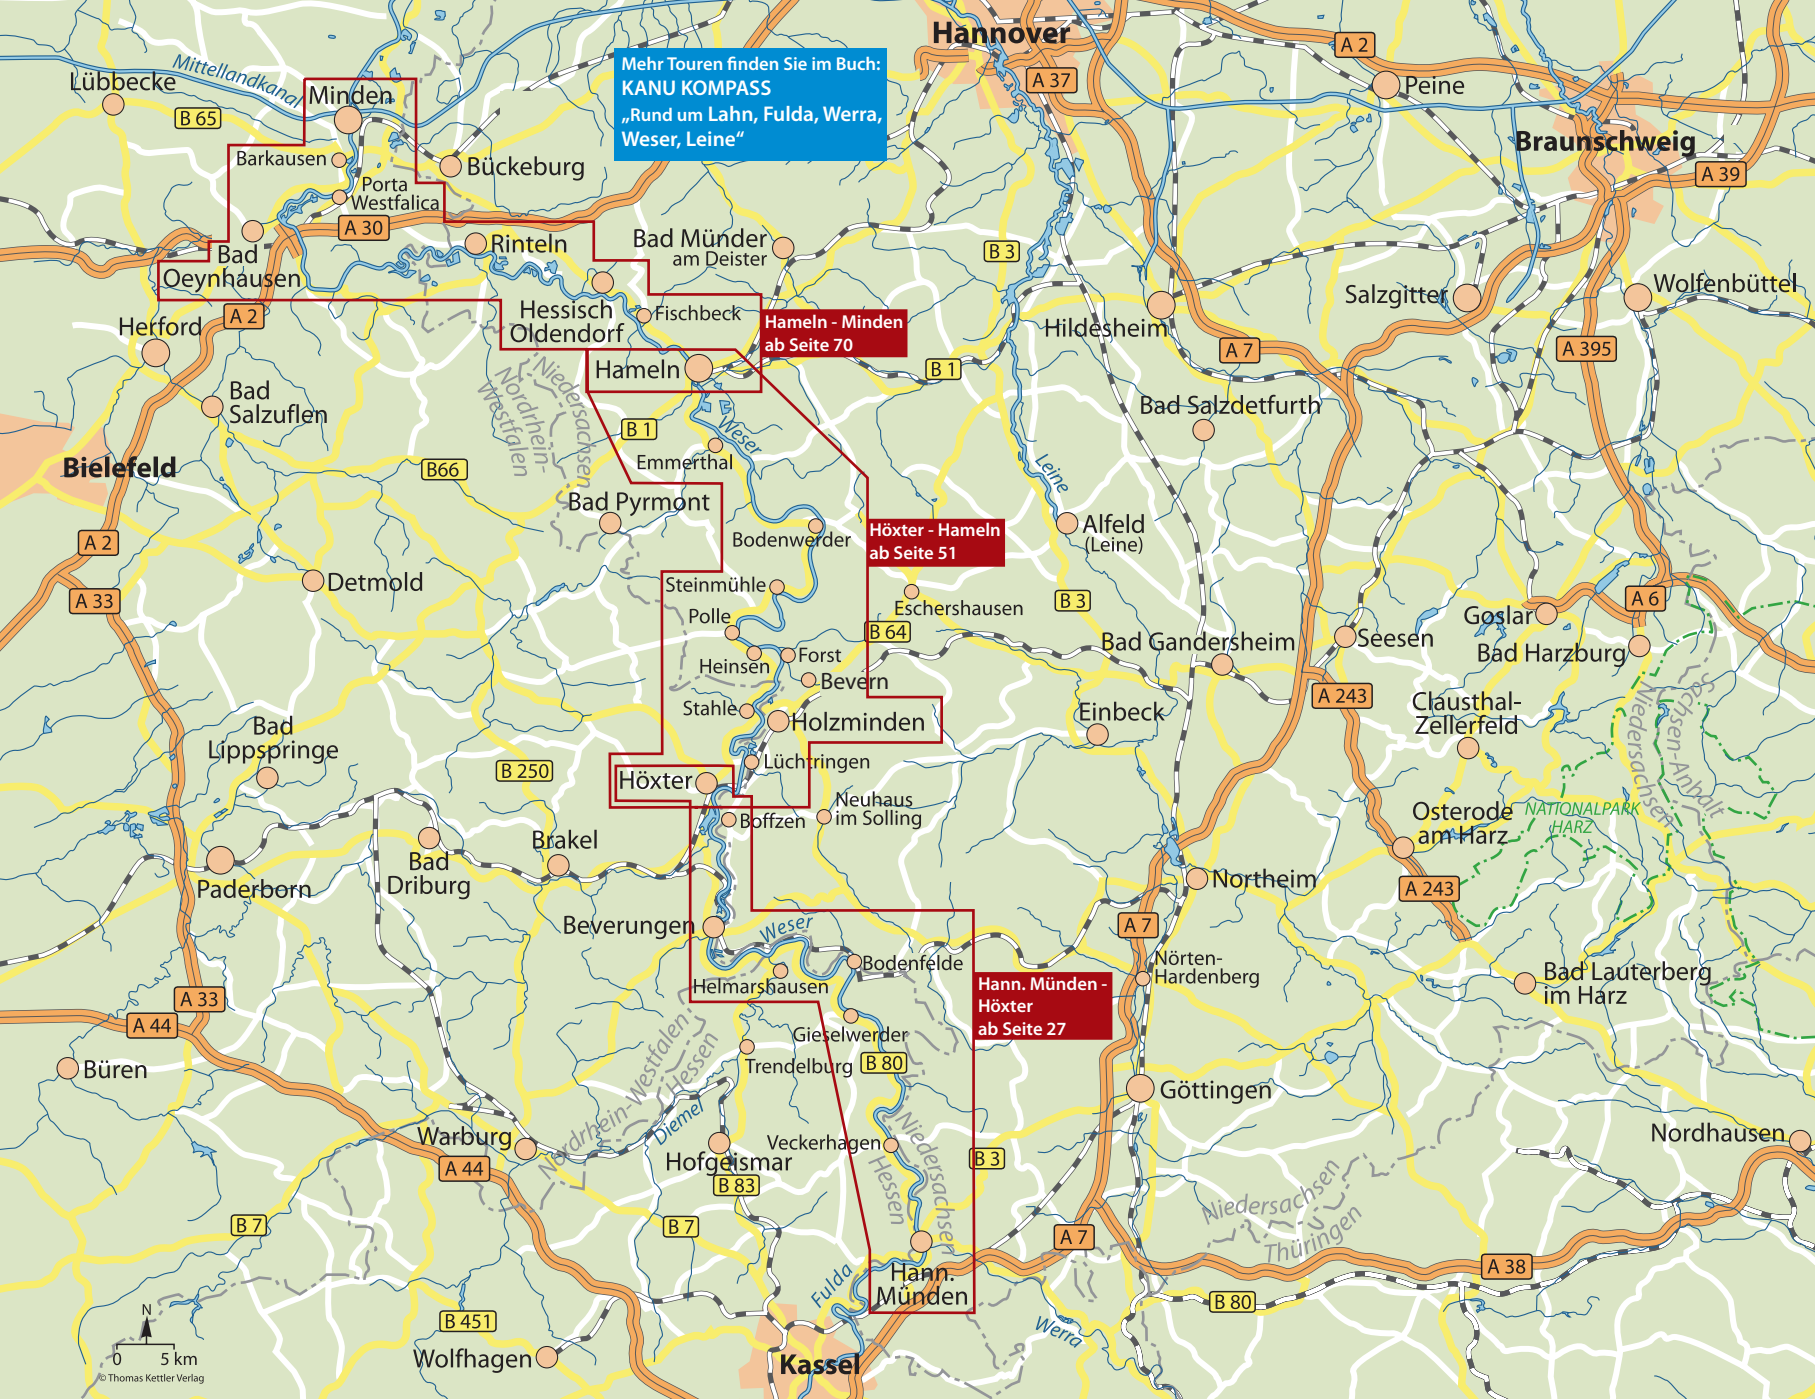 Hannover
A 2
Mehr Touren finden Sie im Buch:
KANU KOMPASS
„Rund um Lahn, Fulda, Werra,
Weser, Leine“
A 37
Peine
Mittellandkanal
Lübbecke
Minden
B 65
Braunschweig
Barkausen
Bückeburg
A 39
Porta
Westfalica
A 30
Rinteln
Bad Münder
am Deister
B 3
Bad
Oeynhausen
Salzgitter
Wolfenbüttel
Hessisch
Oldendorf
Fischbeck
A 2
Herford
Hameln - Minden
ab Seite 70
Hildesheim
A 7
A 395
Hameln
B 1
Niedersachsen
Nordrhein-
Westfalen
Bad
Salzuflen
Bad Salzdetfurth
B 1
Weser
Emmerthal
Bielefeld
B66
Leine
Bad Pyrmont
Alfeld
(Leine)
Höxter - Hameln
ab Seite 51
A 2
Bodenwerder
Detmold
Steinmühle
A 33
Eschershausen
B 3
A 6
Goslar
Polle
B 64
Bad Gandersheim
Seesen
Bad Harzburg
Heinsen
Forst
Bevern
A 243
Sachsen-Anhalt
Niedersachsen
Stahle
Holzminden
Einbeck
Clausthal-
Zellerfeld
Bad
Lippspringe
B 250
Höxter
Lüchtringen
Neuhaus
im Solling
Boffzen
Osterode
am Harz
NATIONALPARK
HARZ
Brakel
Bad
Driburg
Paderborn
Northeim
A 243
Beverungen
Weser
A 7
Bodenfelde
Nörten-
Hardenberg
Helmarshausen
Bad Lauterberg
im Harz
Hann. Münden -
Höxter
ab Seite 27
A 33
A 44
Gieselwerder
Nordrhein-Westfalen
Hessen
Büren
Trendelburg
B 80
Göttingen
Diemel
Warburg
Veckerhagen
Niedersachsen
Hessen
Nordhausen
A 44
Hofgeismar
B 3
B 83
Niedersachsen
Thüringen
B 7
B 7
A 7
Hann.
Münden
A 38
Fulda
B 80
N
0 5 km
B 451
Werra
Wolfhagen
Kassel
© Thomas Kettler Verlag